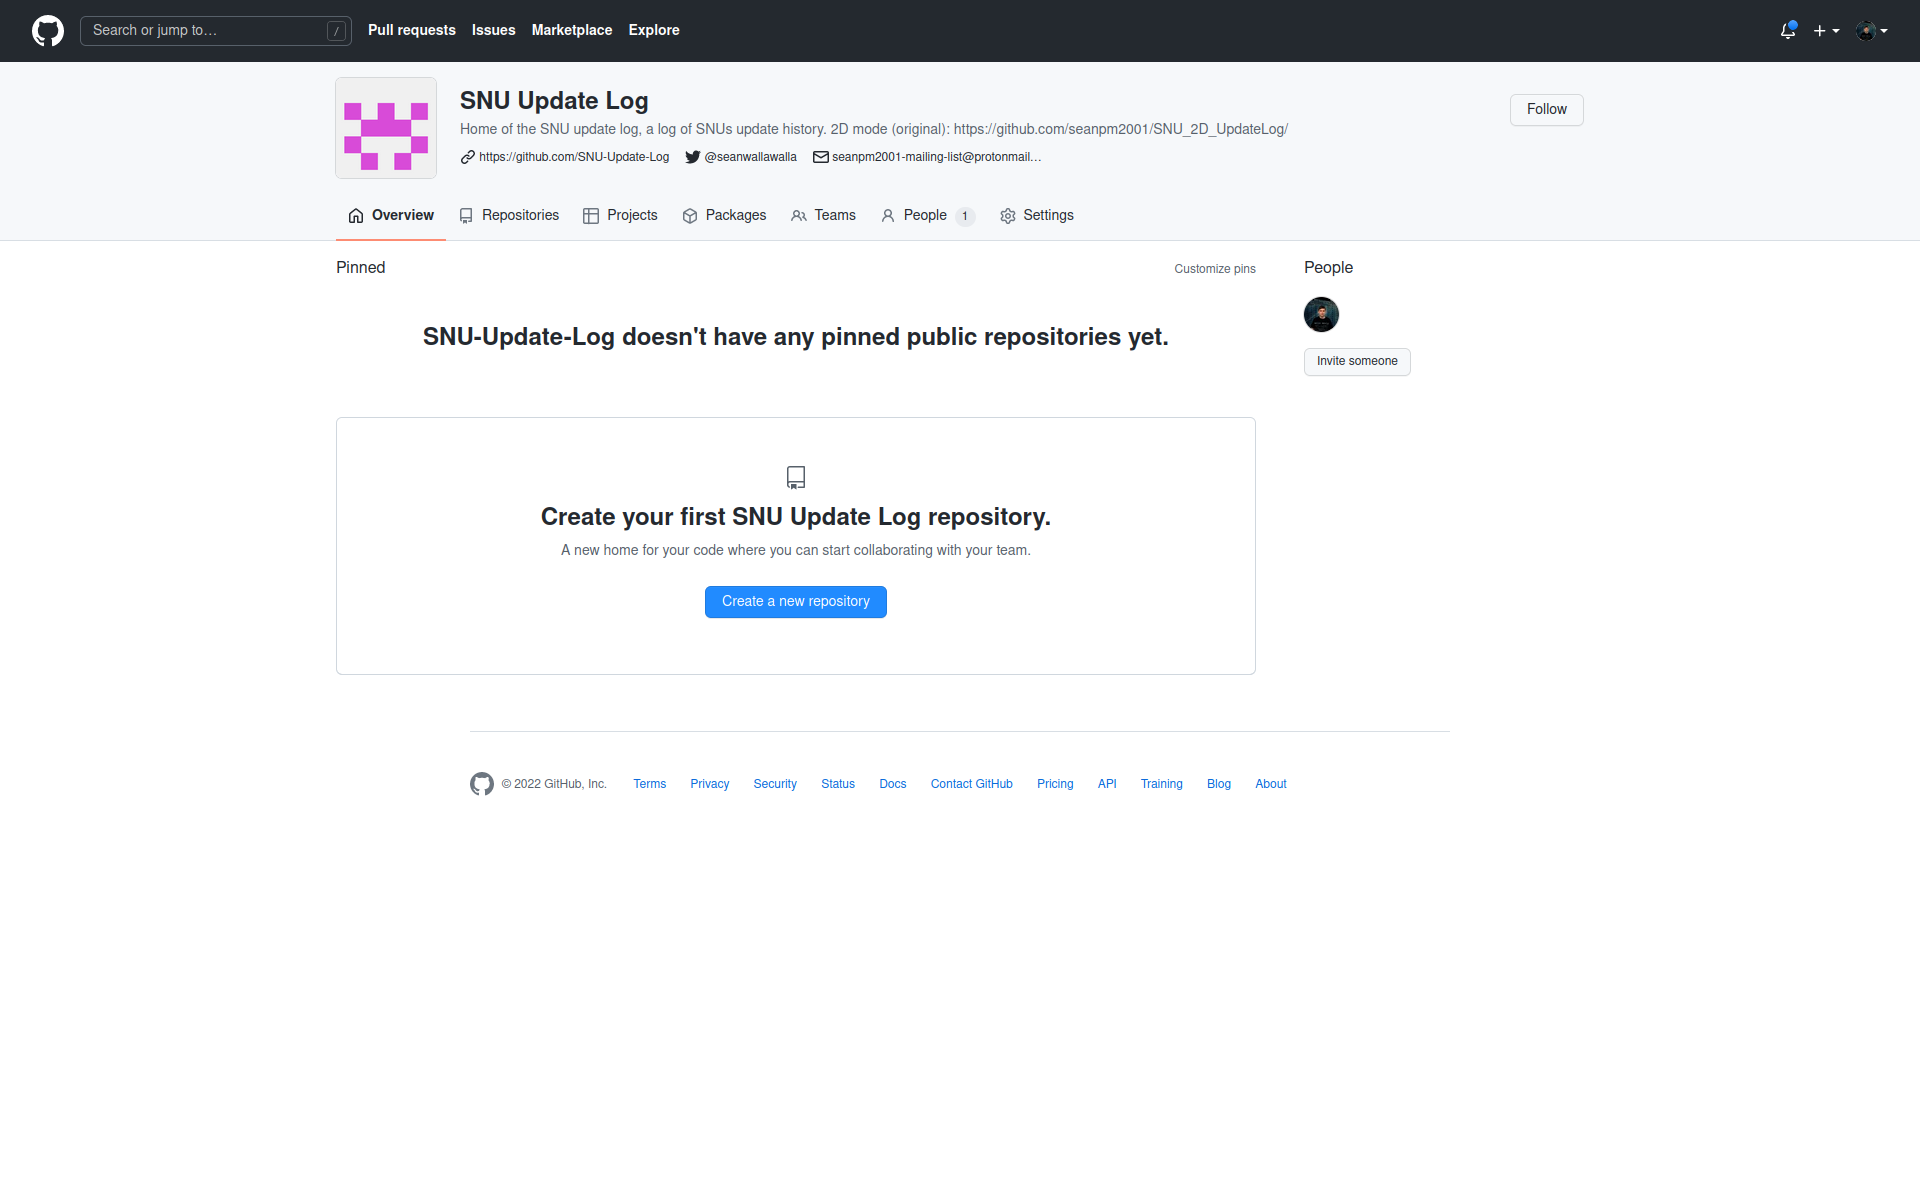 Search or jump to… / Pull requests Issues Marketplace Explore
SNU Update Log
Follow
Home of the SNU update log, a log of SNUs update history. 2D mode (original): https://github.com/seanpm2001/SNU_2D_UpdateLog/
https://github.com/SNU-Update-Log @seanwallawalla seanpm2001-mailing-list@protonmail…
Overview Repositories Projects Packages Teams People 1 Settings
Pinned Customize pins
People
SNU-Update-Log doesn't have any pinned public repositories yet.
Invite someone
Create your first SNU Update Log repository.
A new home for your code where you can start collaborating with your team.
Create a new repository
© 2022 GitHub, Inc. Terms Privacy Security Status Docs Contact GitHub Pricing API Training Blog About